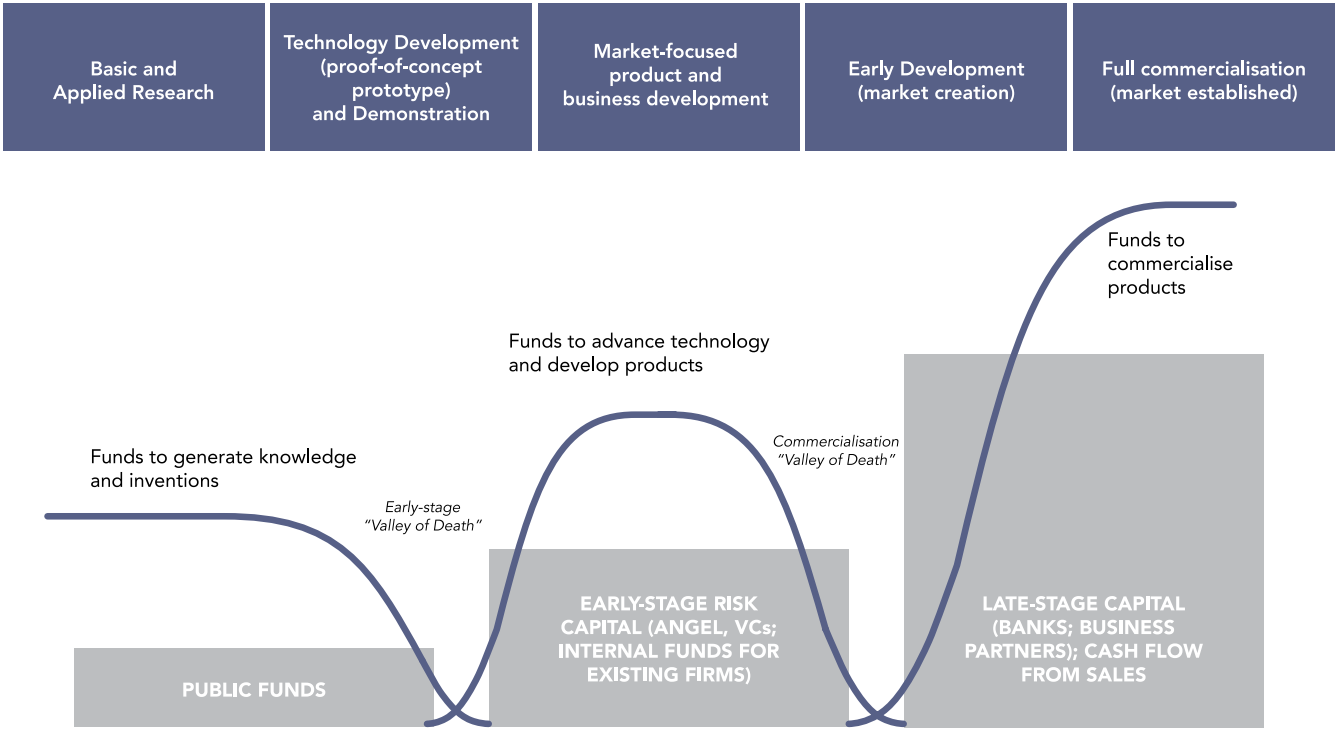 Basic and
Applied Research
Technology Development
(proof-of-concept
prototype)
and Demonstration
Market-focused
product and
business development
Early Development
(market creation)
Full commercialisation
(market established)
Funds to
commercialise
products
Funds to advance technology
and develop products
Commercialisation
“Valley of Death”
Funds to generate knowledge
and inventions
Early-stage
“Valley of Death”
PUBLIC FUNDS
EARLY-STAGE RISK
CAPITAL (ANGEL, VCs;
INTERNAL FUNDS FOR
EXISTING FIRMS)
LATE-STAGE CAPITAL
(BANKS; BUSINESS
PARTNERS); CASH FLOW
FROM SALES